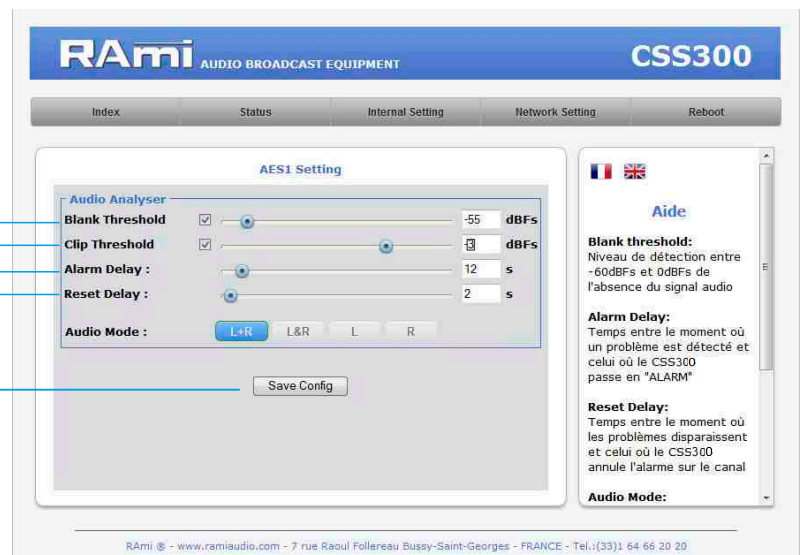 RAmi AUDIO BROADCAST EQUIPMENT
CSS300
Index
Status
Internal Setting
Network Setting
Reboot
AES1 Setting
Audio Analyser
Blank Threshold
-55 dBFs
Clip Threshold
-3 dBFs
Alarm Delay :
12 s
Reset Delay :
2 s
Audio Mode :
L+R
L&R
L
R
Save Config
Aide
Blank threshold:
Niveau de détection entre
-60dBFs et 0dBFs de
l'absence du signal audio
Alarm Delay:
Temps entre le moment où
un problème est détecté et
celui où le CSS300
passe en "ALARM"
Reset Delay:
Temps entre le moment où
les problèmes disparaissent
et celui où le CSS300
annule l'alarme sur le canal
Audio Mode:
RAmi ® - www.ramiaudio.com - 7 rue Raoul Follereau Bussy-Saint-Georges - FRANCE - Tel.:(33)1 64 66 20 20